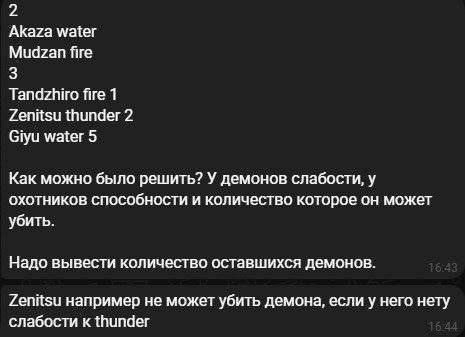 2
Akaza water
Mudzan fire
3
Tandzhiro fire 1
Zenitsu thunder 2
Giyu water 5
Как можно было решить? У демонов слабости, у
охотников способности и количество которое он может
убить.
Надо вывести количество оставшихся демонов.
16:43
Zenitsu например не может убить демона, если у него нету
слабости к thunder
16:44